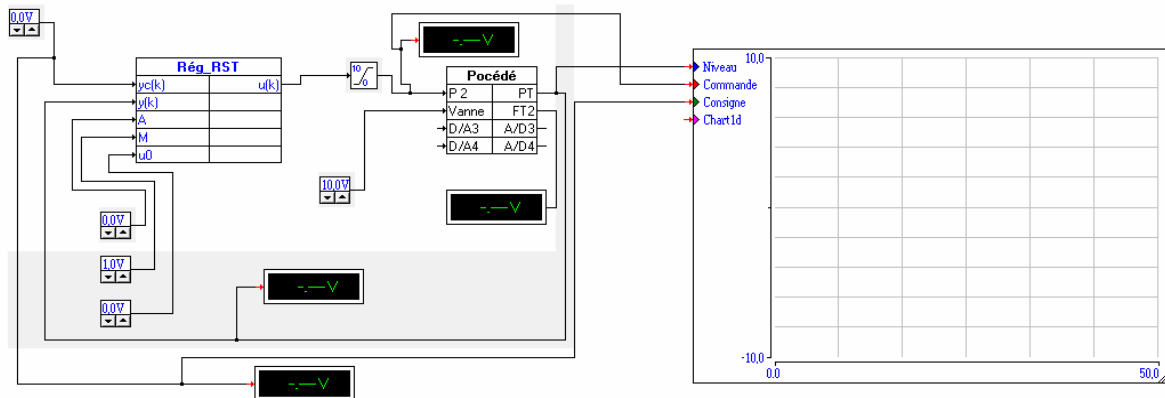 0,0V
Rég_RST
yc(k) u(k)
y(k)
A
M
u0
10
0
-.--V
Pocédé
P 2 PT
Vanne FT2
D/A3 A/D3
D/A4 A/D4
10,0V
-.--V
0,0V
1,0V
0,0V
-.--V
-.--V
Niveau
Commande
Consigne
Chart1d
10,0
-10,0
0.0 50,0